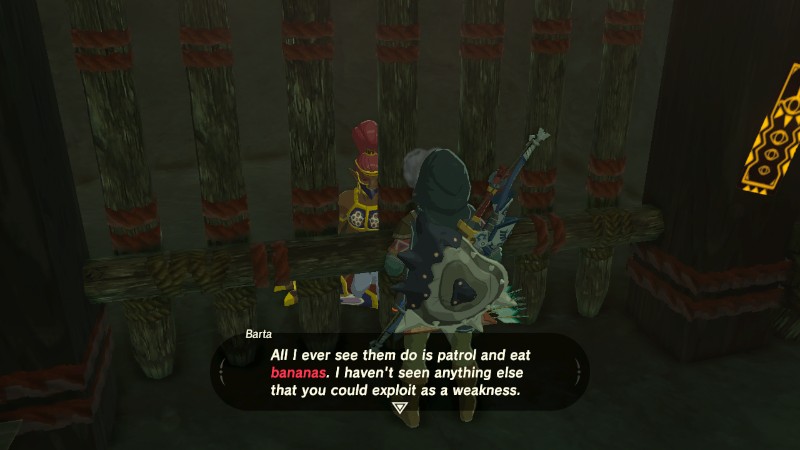 Barta
All I ever see them do is patrol and eat
bananas. I haven't seen anything else
that you could exploit as a weakness.